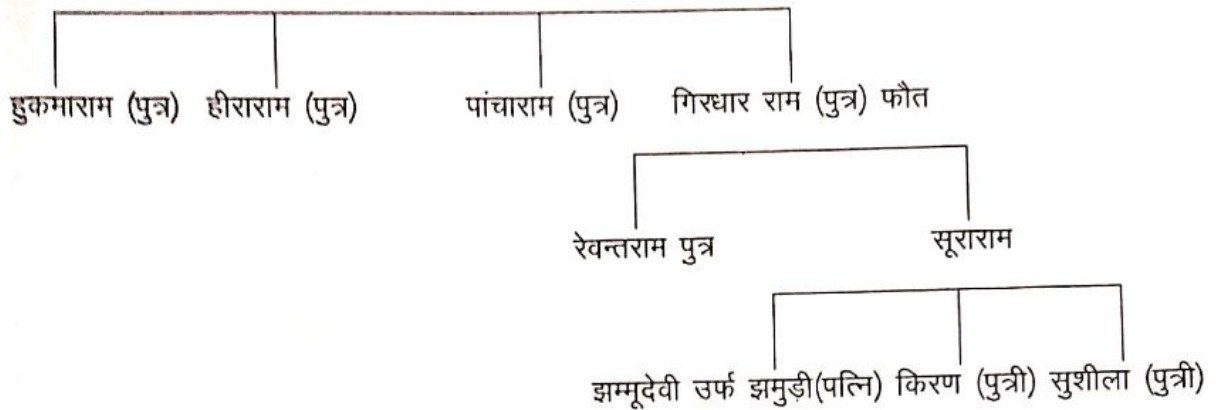 हुकमाराम (पुत्र) हीराराम (पुत्र) पांचाराम (पुत्र) गिरधार राम (पुत्र) फौत
रेवन्तराम पुत्र सूराराम
झम्मूदेवी उर्फ झमुड़ी(पत्नि) किरण (पुत्री) सुशीला (पुत्री)